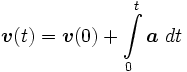 𝒗(t) = 𝒗(0) + ∫₀ᵗ 𝒂 dt